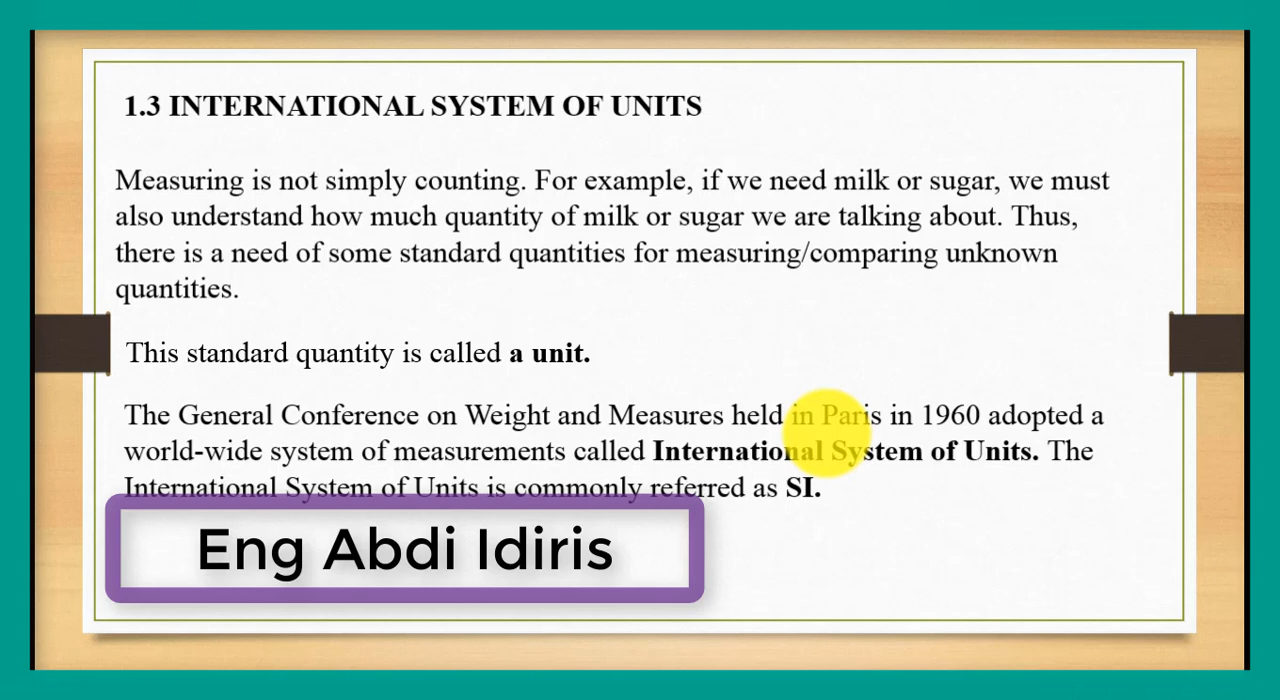 1.3 INTERNATIONAL SYSTEM OF UNITS
Measuring is not simply counting. For example, if we need milk or sugar, we must
also understand how much quantity of milk or sugar we are talking about. Thus,
there is a need of some standard quantities for measuring/comparing unknown
quantities.
This standard quantity is called a unit.
The General Conference on Weight and Measures held in Paris in 1960 adopted a
world-wide system of measurements called International System of Units. The
International System of Units is commonly referred as SI.
Eng Abdi Idiris